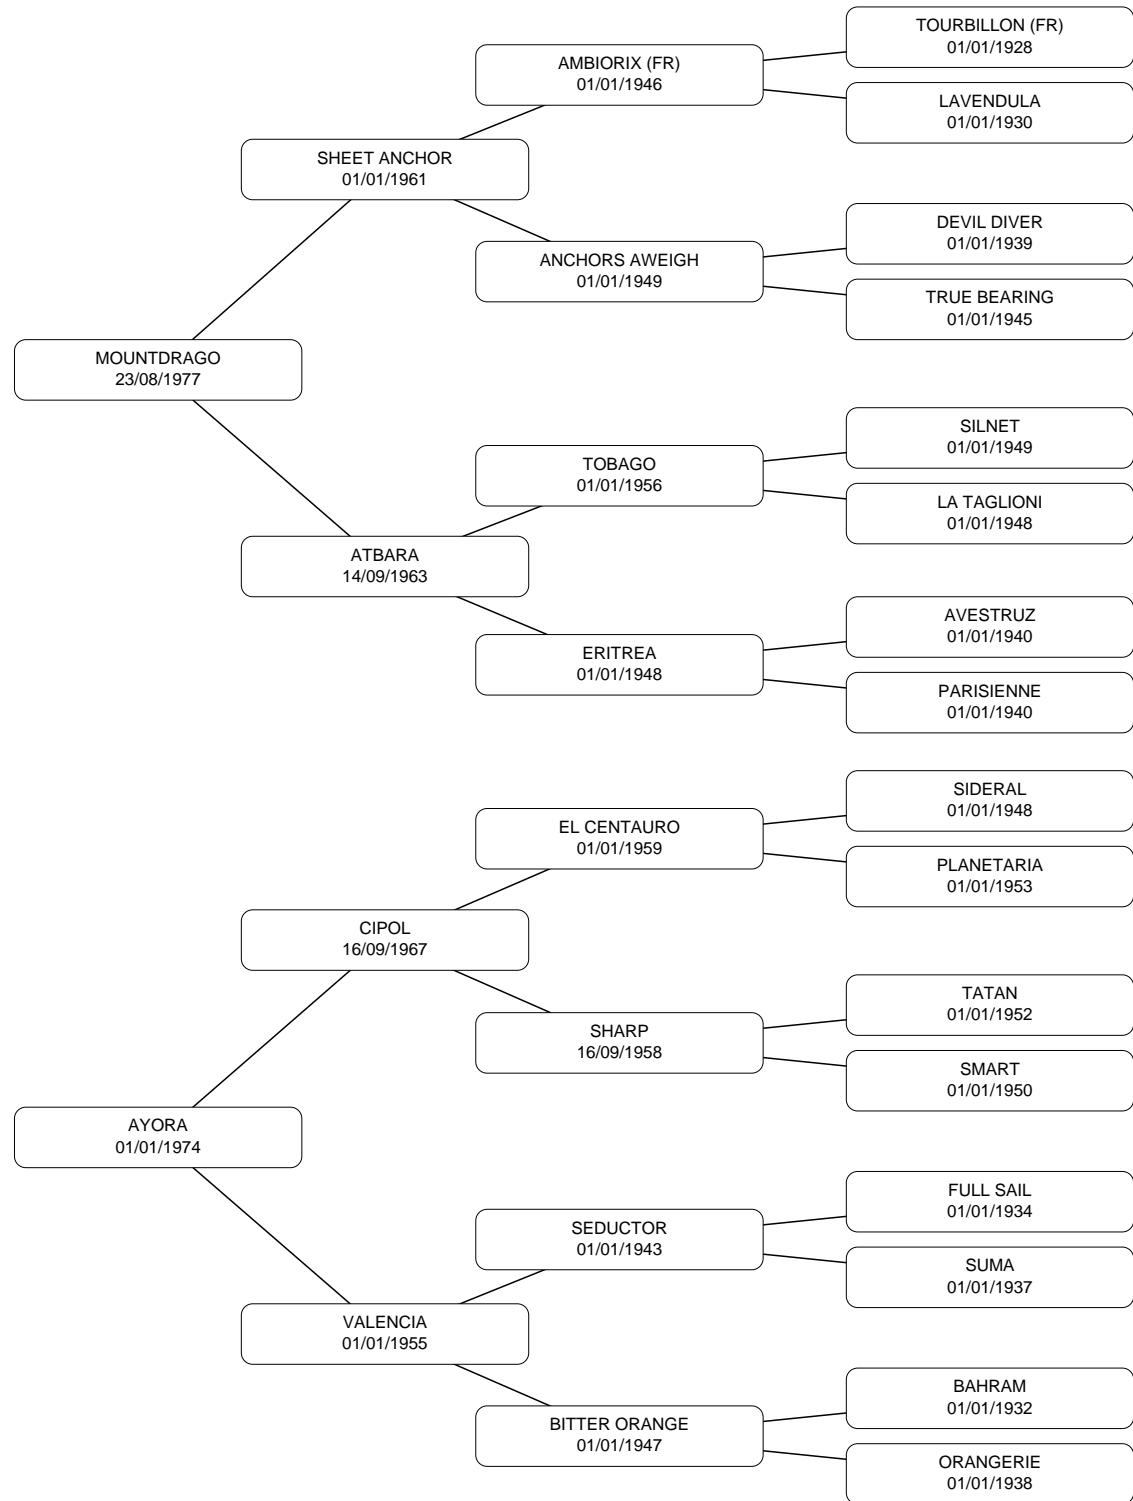 TOURBILLON (FR)
01/01/1928
AMBIORIX (FR)
01/01/1946
LAVENDULA
01/01/1930
SHEET ANCHOR
01/01/1961
DEVIL DIVER
01/01/1939
ANCHORS AWEIGH
01/01/1949
TRUE BEARING
01/01/1945
MOUNTDRAGO
23/08/1977
SILNET
01/01/1949
TOBAGO
01/01/1956
LA TAGLIONI
01/01/1948
ATBARA
14/09/1963
AVESTRUZ
01/01/1940
ERITREA
01/01/1948
PARISIENNE
01/01/1940
SIDERAL
01/01/1948
EL CENTAURO
01/01/1959
PLANETARIA
01/01/1953
CIPOL
16/09/1967
TATAN
01/01/1952
SHARP
16/09/1958
SMART
01/01/1950
AYORA
01/01/1974
FULL SAIL
01/01/1934
SEDUCTOR
01/01/1943
SUMA
01/01/1937
VALENCIA
01/01/1955
BAHRAM
01/01/1932
BITTER ORANGE
01/01/1947
ORANGERIE
01/01/1938